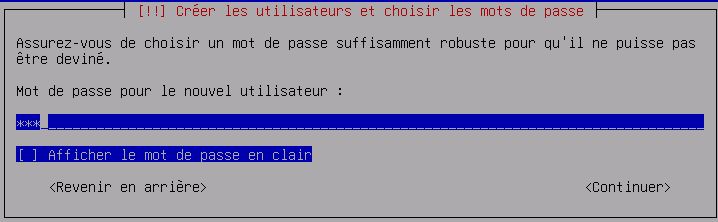 [!!] Créer les utilisateurs et choisir les mots de passe
Assurez-vous de choisir un mot de passe suffisamment robuste pour qu'il ne puisse pas
être deviné.
Mot de passe pour le nouvel utilisateur :
***_________________________________________________________________________________
[ ] Afficher le mot de passe en clair
<Revenir en arrière> <Continuer>